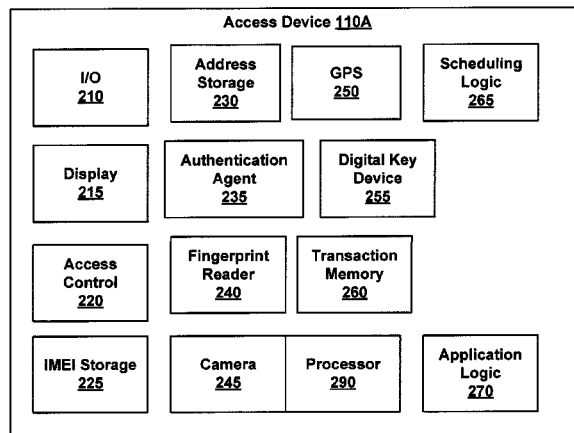 Access Device 110A
I/O
210
Address
Storage
230
GPS
250
Scheduling
Logic
265
Display
215
Authentication
Agent
235
Digital Key
Device
255
Access
Control
220
Fingerprint
Reader
240
Transaction
Memory
260
IMEI Storage
225
Camera
245
Processor
290
Application
Logic
270